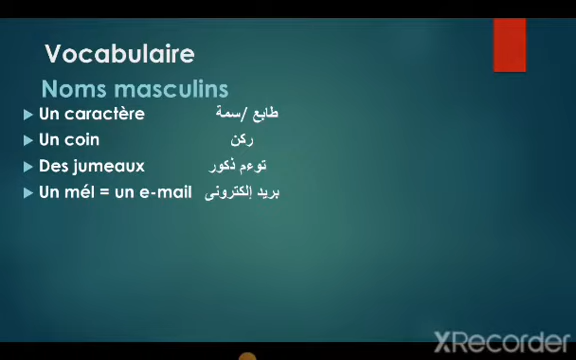 Vocabulaire
Noms masculins
Un caractère طابع /سمة
Un coin ركن
Des jumeaux توءم ذكور
Un mél = un e-mail بريد إلكترونى
XRecorder